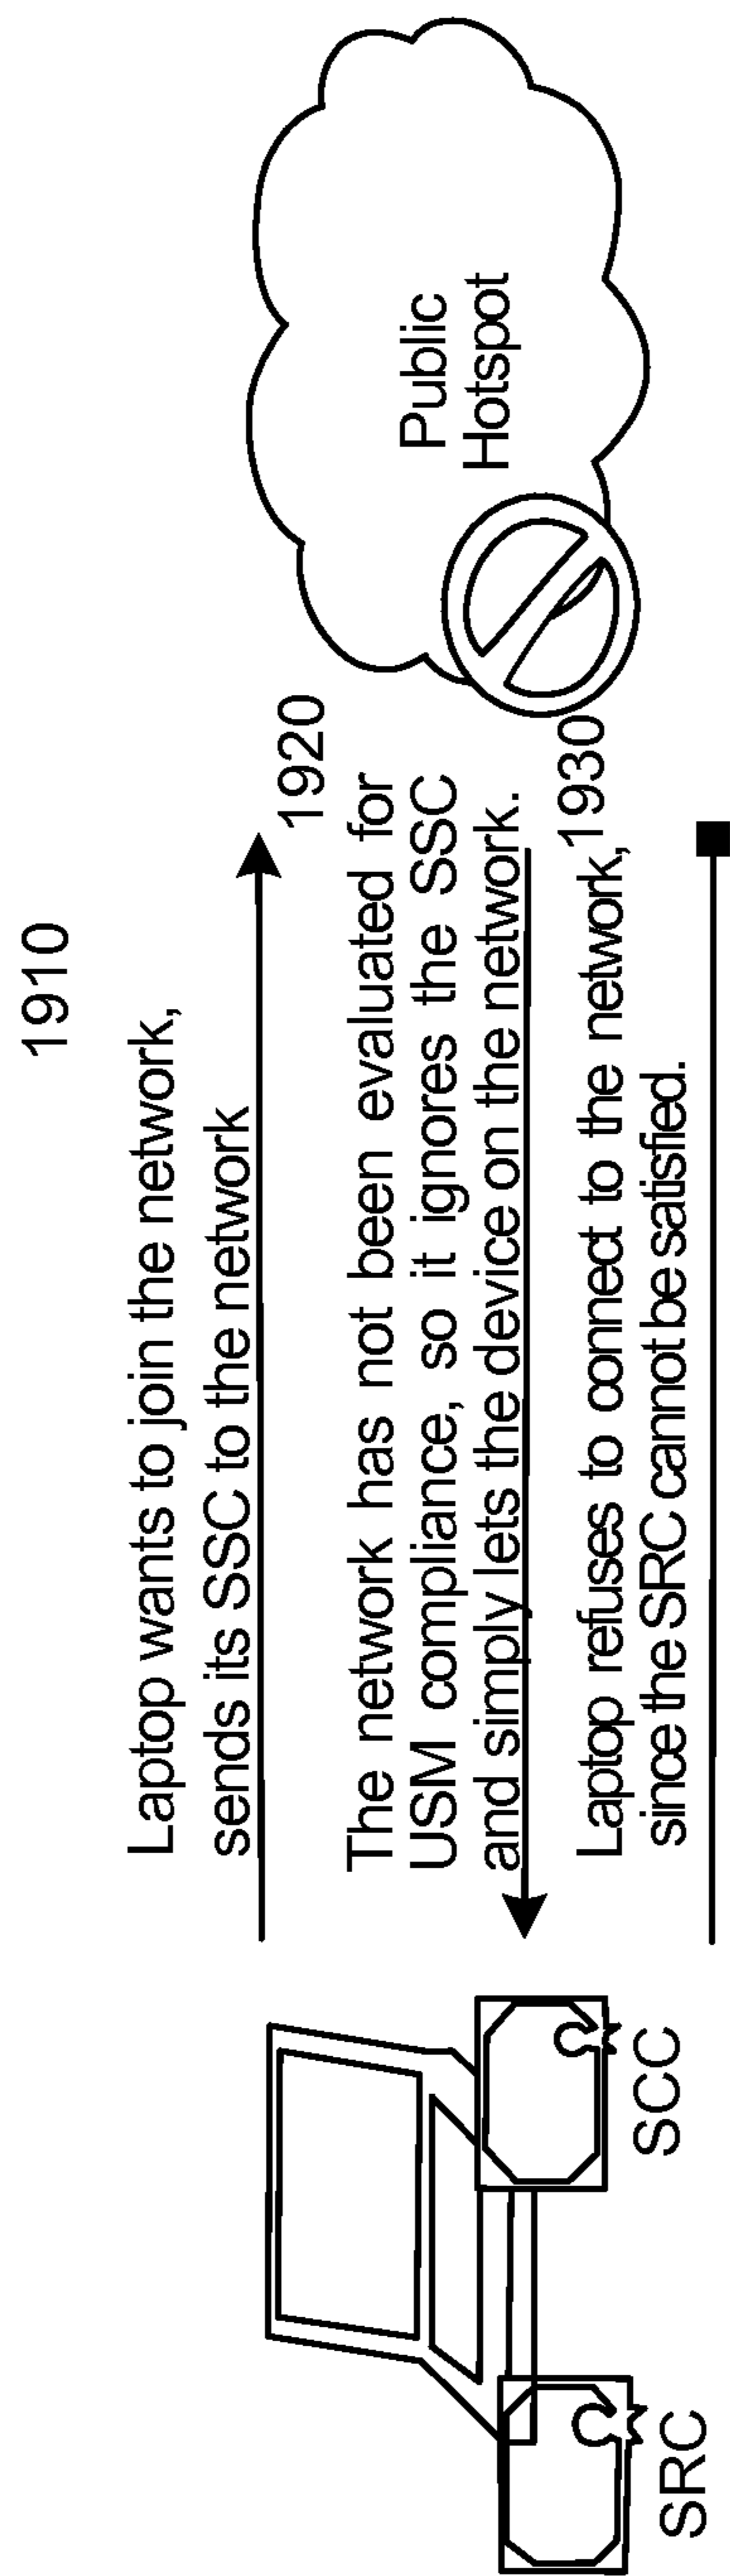 1910
Laptop wants to join the network,
sends its SSC to the network
1920
The network has not been evaluated for
USM compliance, so it ignores the SSC
and simply lets the device on the network.
1930
Laptop refuses to connect to the network,
since the SRC cannot be satisfied.
Public
Hotspot
SRC
SCC